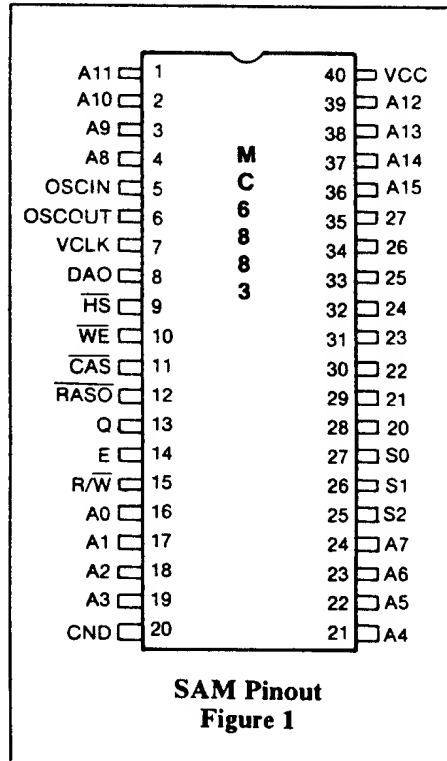 A11 1 40 VCC
A10 2 39 A12
A9 3 38 A13
A8 4 37 A14
OSCIN 5 36 A15
OSCOUT 6 35 27
VCLK 7 34 26
DAO 8 33 25
HS 9 32 24
WE 10 31 23
CAS 11 30 22
RASO 12 29 21
Q 13 28 20
E 14 27 S0
R/W 15 26 S1
A0 16 25 S2
A1 17 24 A7
A2 18 23 A6
A3 19 22 A5
CND 20 21 A4
M
C
6
8
8
3
SAM Pinout
Figure 1